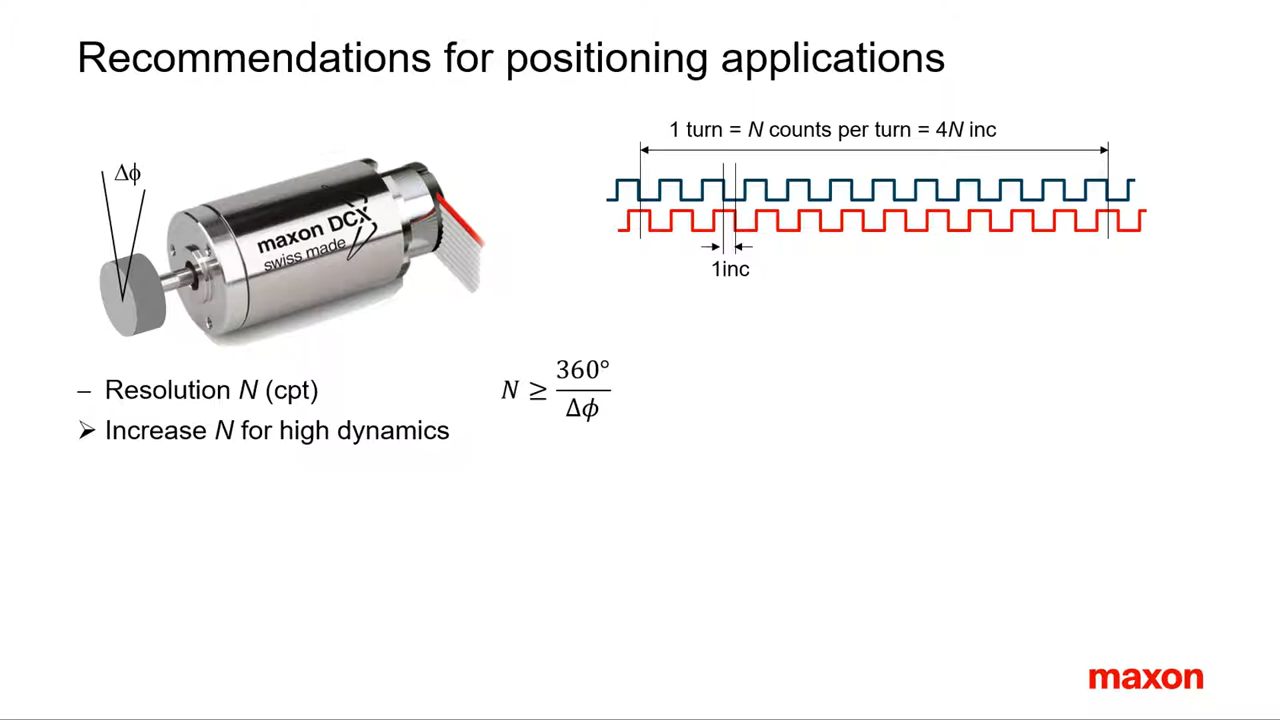 Recommendations for positioning applications
1 turn = N counts per turn = 4N inc
Δϕ
maxon DCX
swiss made
1inc
– Resolution N (cpt)
N ≥ 360° / Δϕ
➢ Increase N for high dynamics
maxon